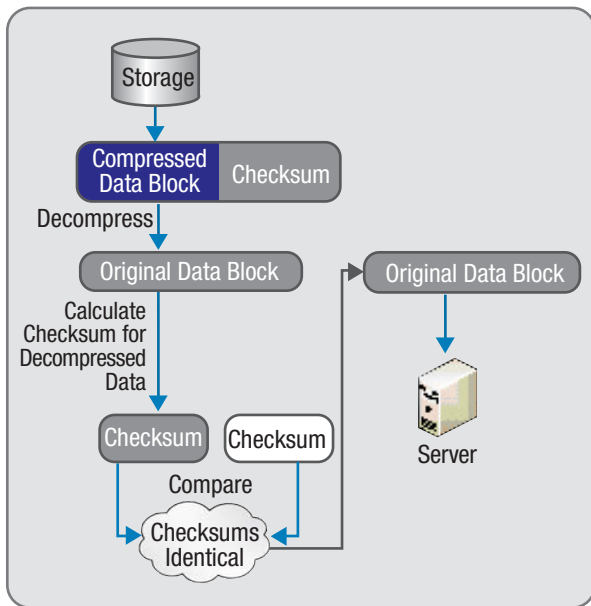 Storage
Compressed
Data Block
Checksum
Decompress
Original Data Block
Original Data Block
Calculate
Checksum for
Decompressed
Data
Checksum
Checksum
Server
Compare
Checksums
Identical